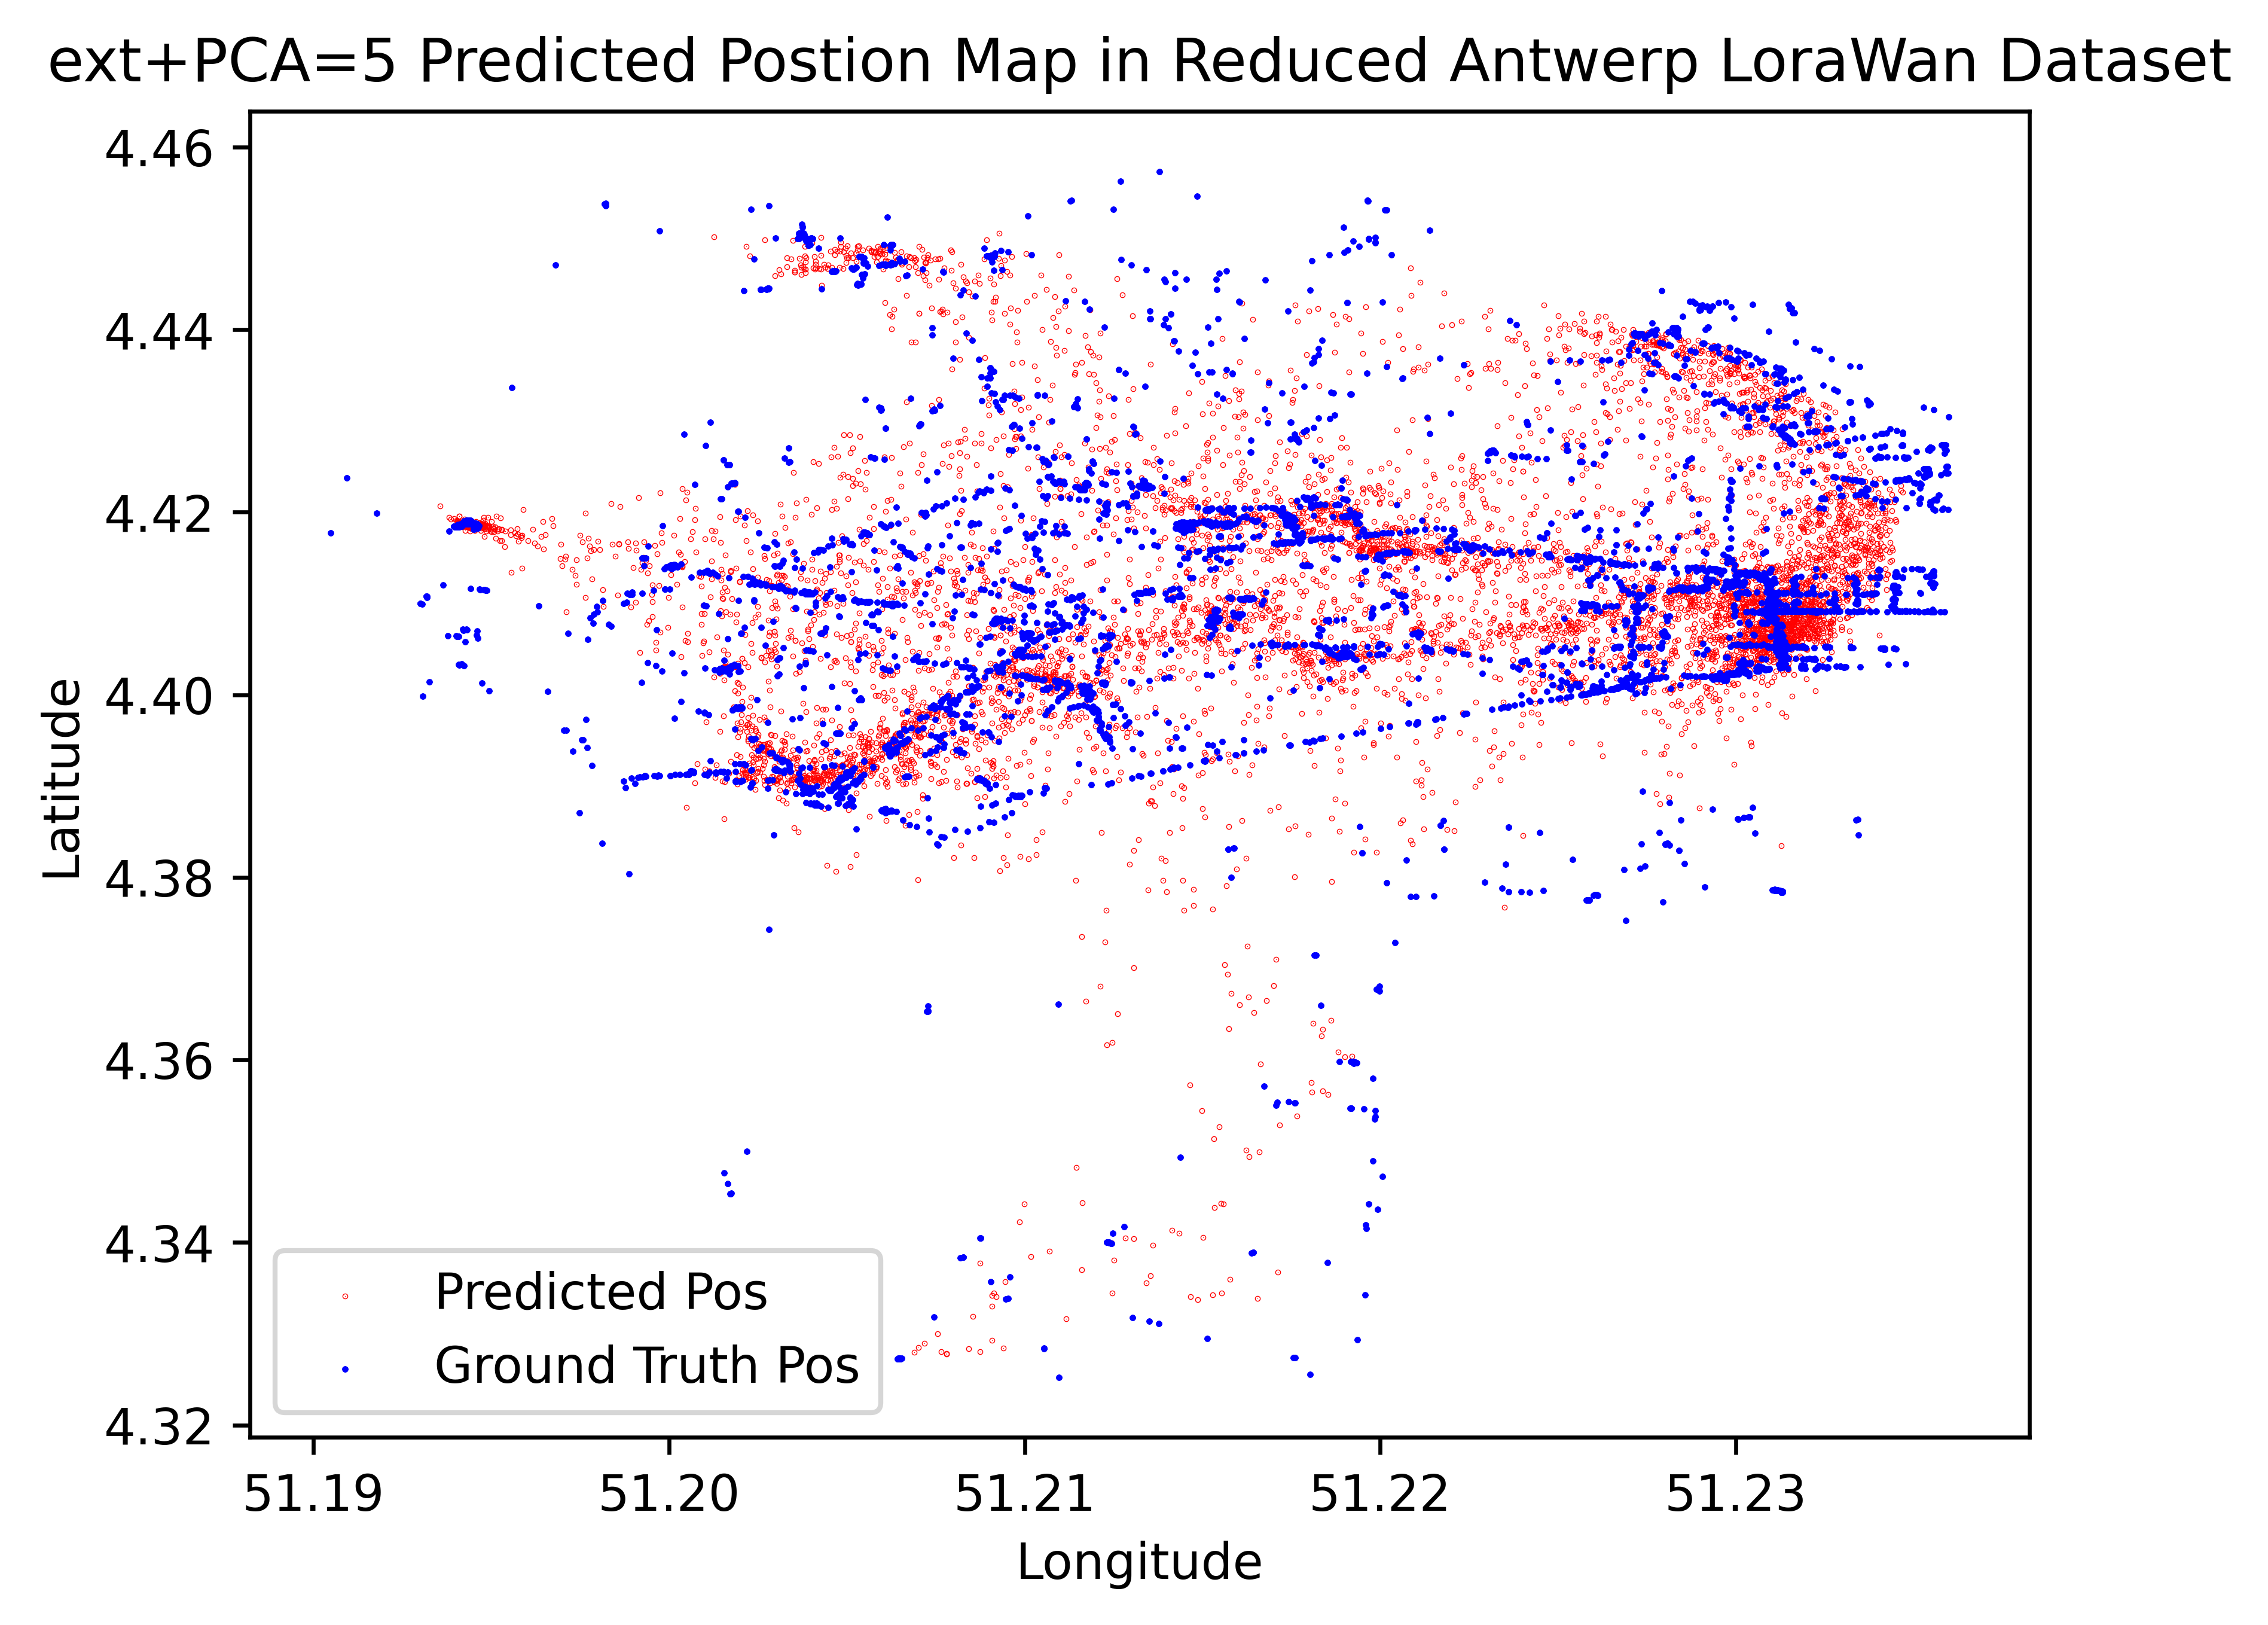 ext+PCA=5 Predicted Postion Map in Reduced Antwerp LoraWan Dataset
4.46
4.44
4.42
4.40
4.38
4.36
4.34
4.32
Latitude
Predicted Pos
Ground Truth Pos
51.19 51.20 51.21 51.22 51.23
Longitude